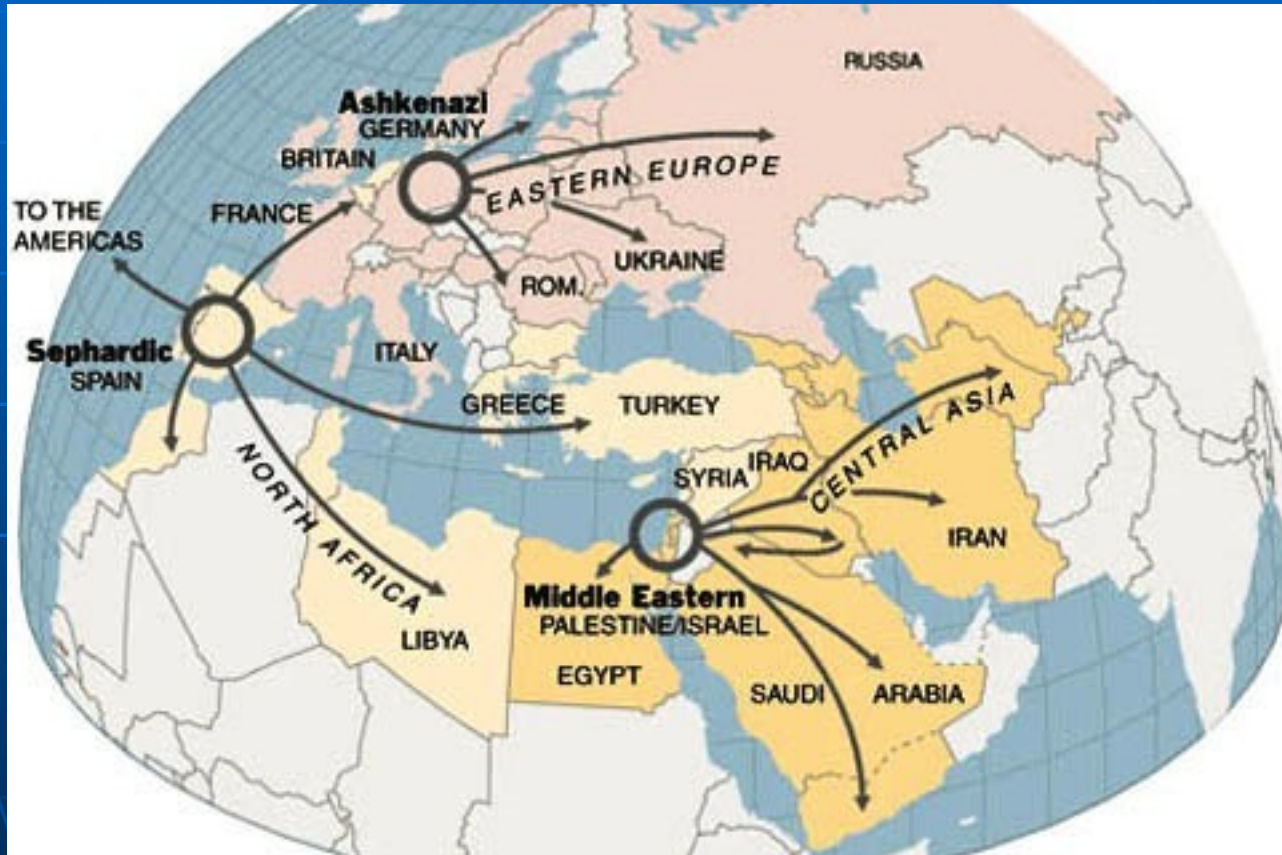 RUSSIA
Ashkenazi
GERMANY
BRITAIN
EASTERN EUROPE
TO THE
AMERICAS
FRANCE
UKRAINE
ROM.
Sephardic
SPAIN
ITALY
GREECE
TURKEY
CENTRAL ASIA
SYRIA
IRAQ
NORTH AFRICA
IRAN
Middle Eastern
PALESTINE/ISRAEL
LIBYA
EGYPT
SAUDI ARABIA